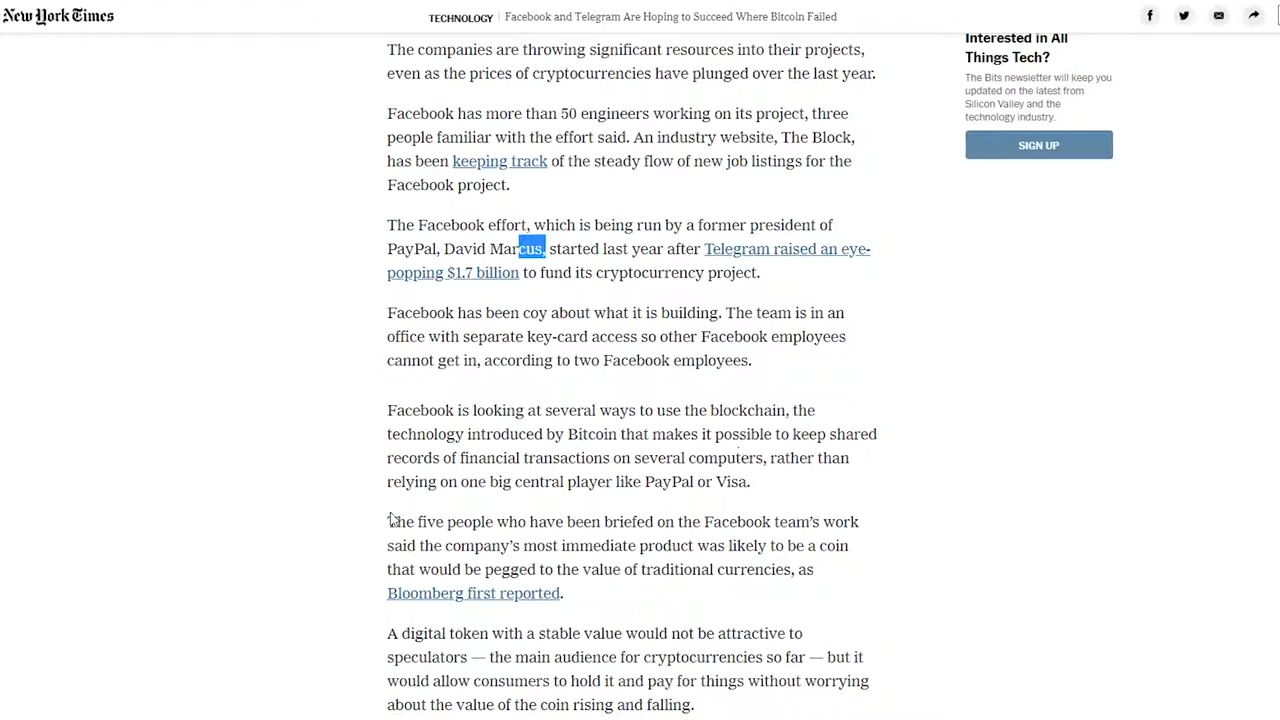 New York Times
TECHNOLOGY | Facebook and Telegram Are Hoping to Succeed Where Bitcoin Failed
The companies are throwing significant resources into their projects,
even as the prices of cryptocurrencies have plunged over the last year.
Facebook has more than 50 engineers working on its project, three
people familiar with the effort said. An industry website, The Block,
has been keeping track of the steady flow of new job listings for the
Facebook project.
The Facebook effort, which is being run by a former president of
PayPal, David Marcus, started last year after Telegram raised an eye-
popping $1.7 billion to fund its cryptocurrency project.
Facebook has been coy about what it is building. The team is in an
office with separate key-card access so other Facebook employees
cannot get in, according to two Facebook employees.
Facebook is looking at several ways to use the blockchain, the
technology introduced by Bitcoin that makes it possible to keep shared
records of financial transactions on several computers, rather than
relying on one big central player like PayPal or Visa.
The five people who have been briefed on the Facebook team's work
said the company's most immediate product was likely to be a coin
that would be pegged to the value of traditional currencies, as
Bloomberg first reported.
A digital token with a stable value would not be attractive to
speculators — the main audience for cryptocurrencies so far — but it
would allow consumers to hold it and pay for things without worrying
about the value of the coin rising and falling.
Interested in All
Things Tech?
The Bits newsletter will keep you
updated on the latest from
Silicon Valley and the
technology industry.
SIGN UP